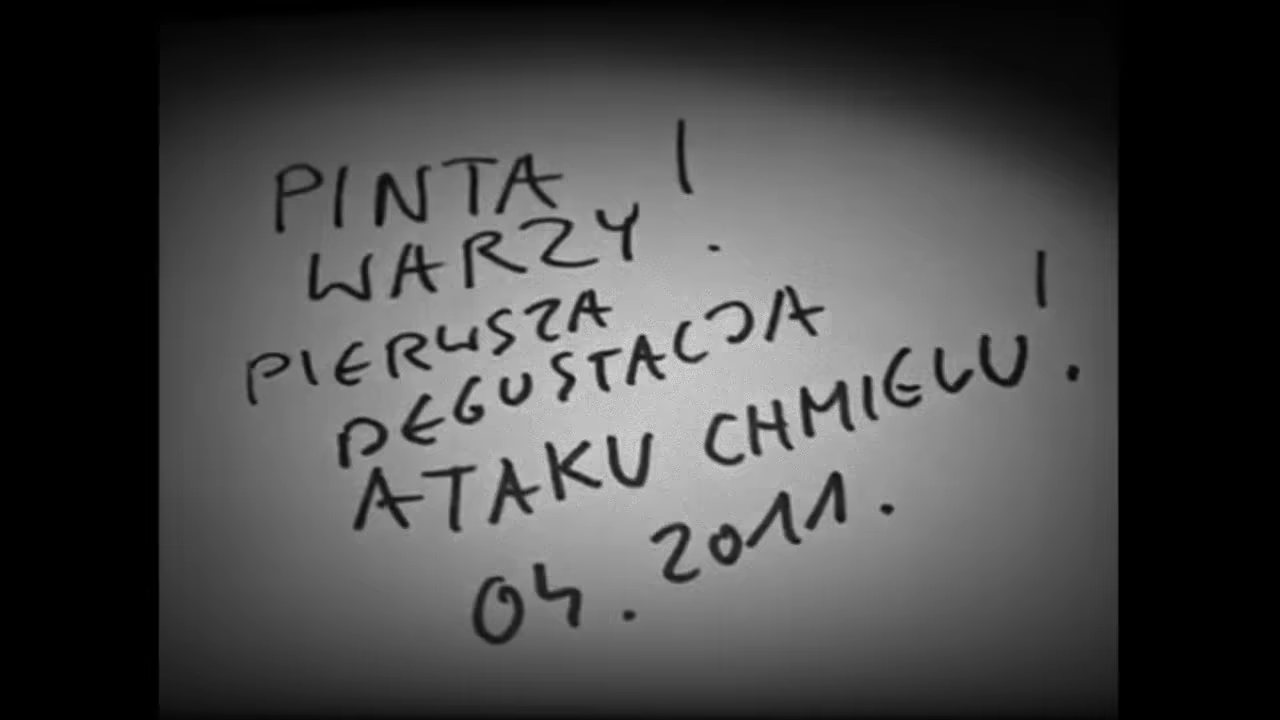 PINTA
WARZY!
PIERWSZA
DEGUSTACJA
ATAKU CHMIELU!
04.2011.